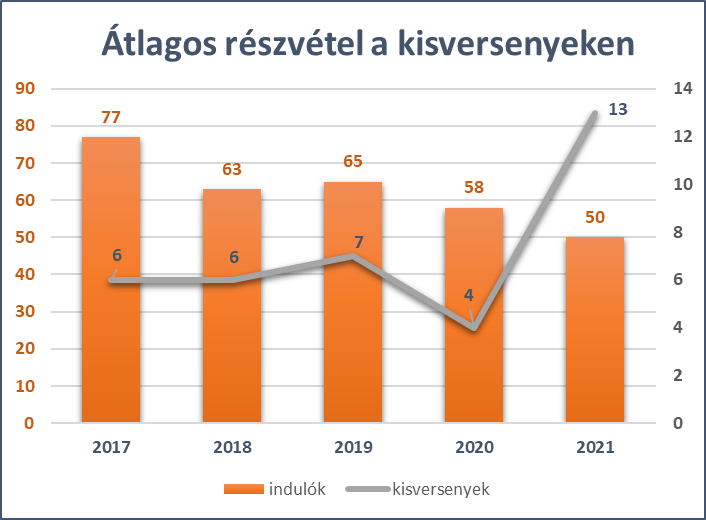 Átlagos részvétel a kisversenyeken
90 14
80 77 13 12
70 63 65 10
60 58 50 8
50 6 6 7
40 6
30 4 4
20
10 2
0 0
2017 2018 2019 2020 2021
indulók kisversenyek